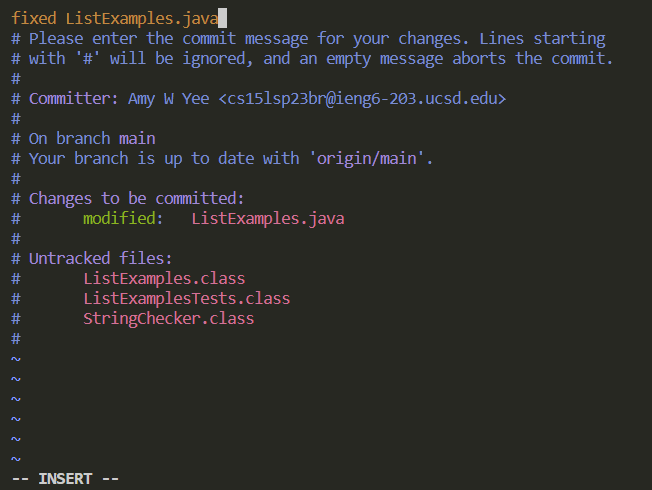 fixed ListExamples.java
# Please enter the commit message for your changes. Lines starting
# with '#' will be ignored, and an empty message aborts the commit.
#
# Committer: Amy W Yee <cs15lsp23br@ieng6-203.ucsd.edu>
#
# On branch main
# Your branch is up to date with 'origin/main'.
#
# Changes to be committed:
#       modified:   ListExamples.java
#
# Untracked files:
#       ListExamples.class
#       ListExamplesTests.class
#       StringChecker.class
#
~
~
~
~
~
~
-- INSERT --